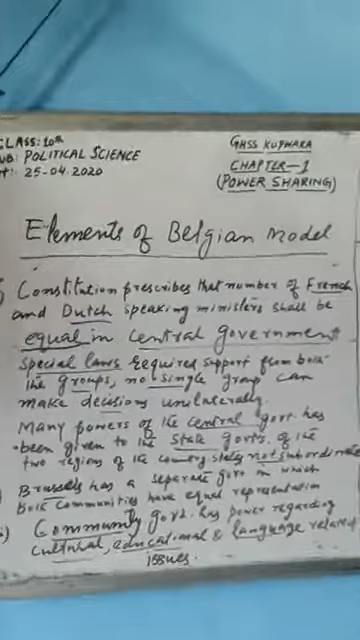 CLASS: 10th
GHSS KUPWARA
UB: POLITICAL SCIENCE
CHAPTER-1
25-04.2020
(POWER SHARING)
Elements of Belgian Model
Constitution prescribes that number of French
and Dutch speaking ministers shall be
equal in central government
special laws required support from both
the groups, no single group can
make decisions unilaterally.
Many powers of the central govt. has
been given to the state govts. of the
two regions of the country states not subordinate
Brussels has a separate govt in which
both communities have equal representation
Community govt. has power regarding
cultural, educational & language related
issues.